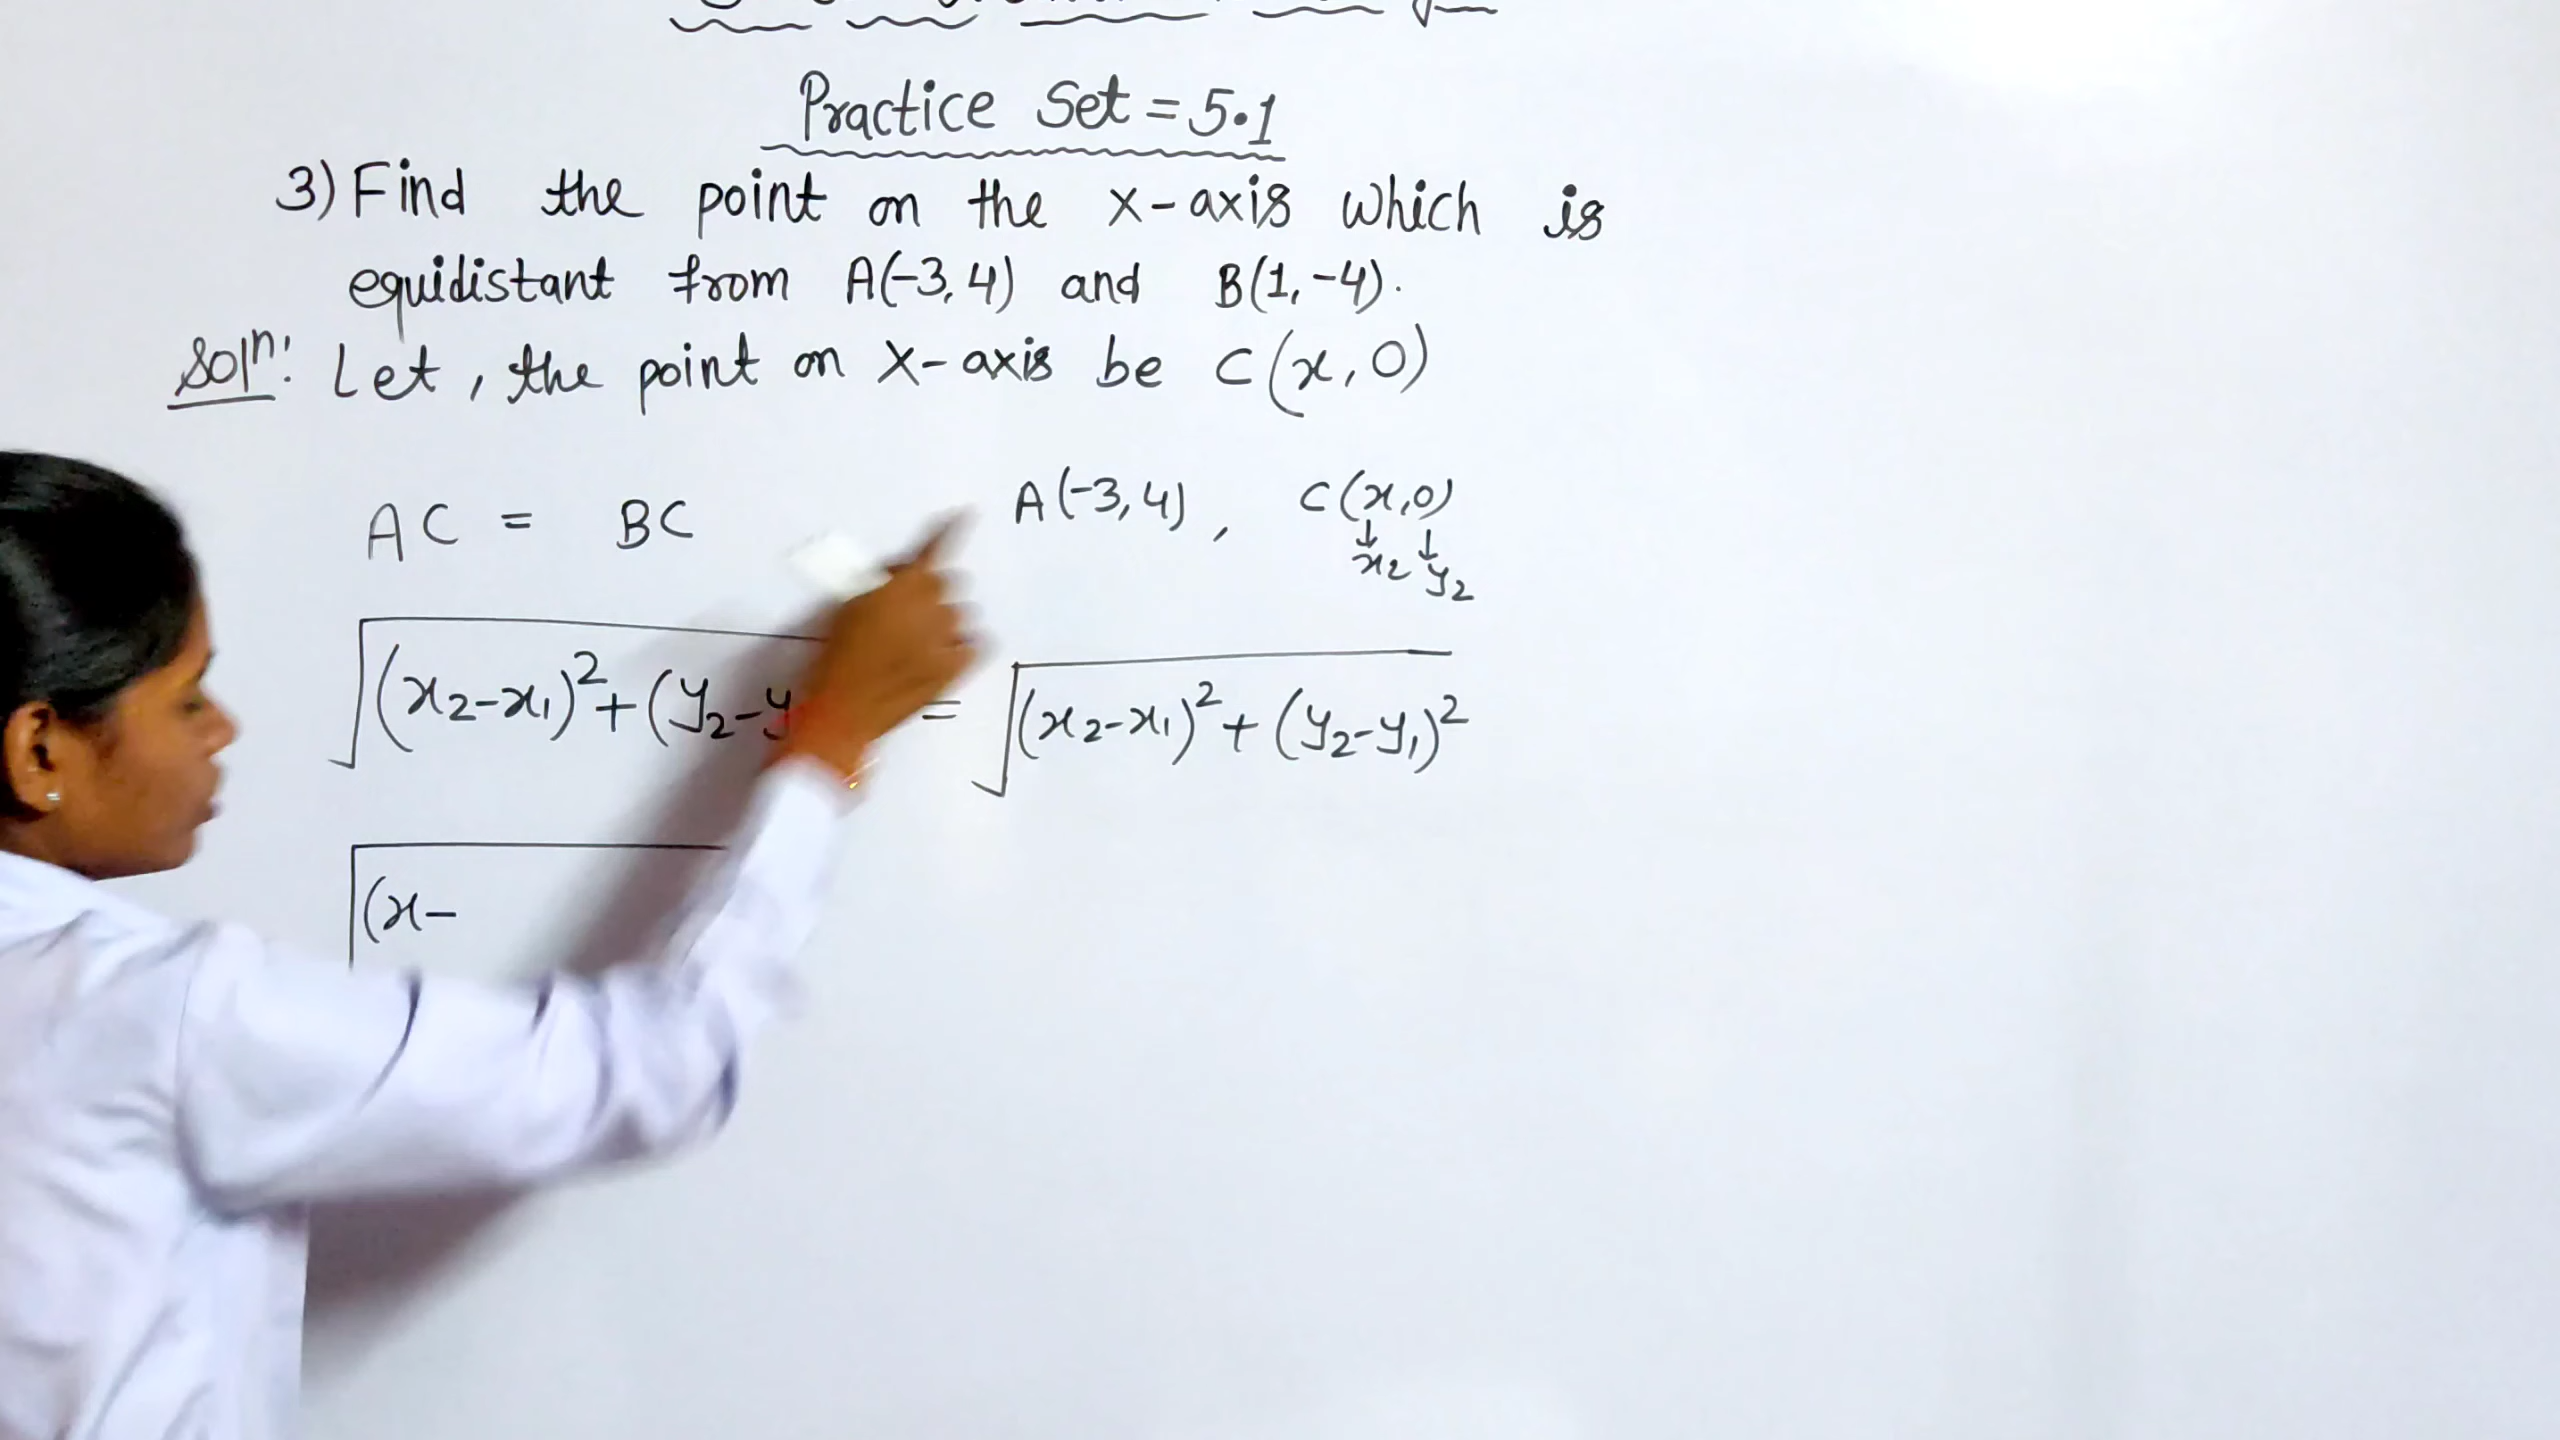 Practice Set = 5.1
3) Find the point on the X-axis which is
equidistant from A(-3, 4) and B(1, -4).
Solⁿ: Let, the point on X-axis be C(x, 0)
AC = BC
A(-3, 4), C(x, 0)
↓ ↓
x₂ y₂
√(x₂-x₁)²+(y₂-y = √(x₂-x₁)²+(y₂-y₁)²
√(x-